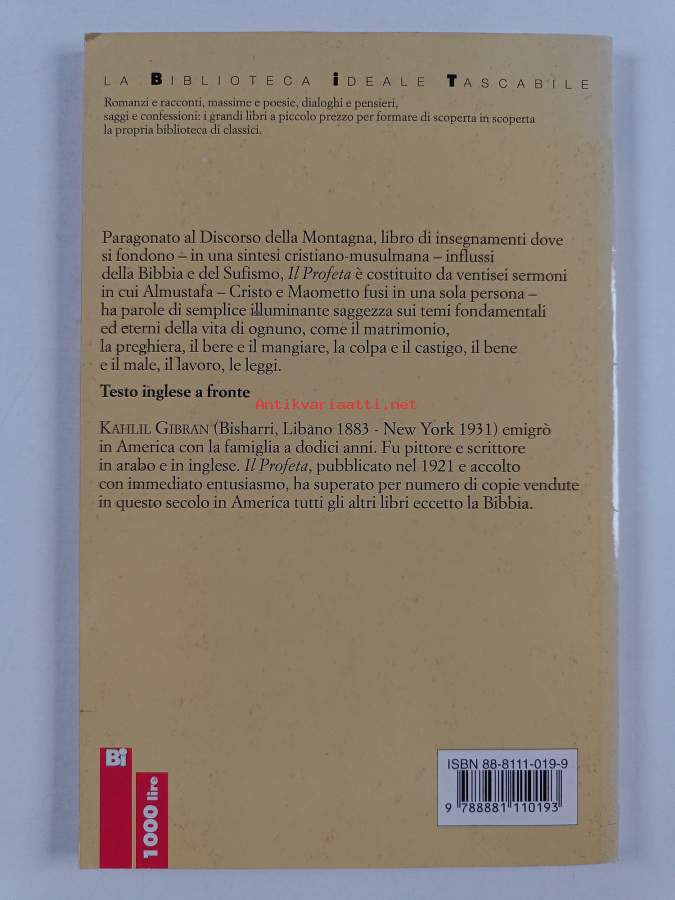 LA BIBLIOTECA iDEALE TASCABILE
Romanzi e racconti, massime e poesie, dialoghi e pensieri,
saggi e confessioni: i grandi libri a piccolo prezzo per formare di scoperta in scoperta
la propria biblioteca di classici.
Paragonato al Discorso della Montagna, libro di insegnamenti dove
si fondono – in una sintesi cristiano-musulmana – influssi
della Bibbia e del Sufismo, Il Profeta è costituito da ventisei sermoni
in cui Almustafa – Cristo e Maometto fusi in una sola persona –
ha parole di semplice illuminante saggezza sui temi fondamentali
ed eterni della vita di ognuno, come il matrimonio,
la preghiera, il bere e il mangiare, la colpa e il castigo, il bene
e il male, il lavoro, le leggi.
Testo inglese a fronte
Antikvariaatti.net
KAHLIL GIBRAN (Bisharri, Libano 1883 - New York 1931) emigrò
in America con la famiglia a dodici anni. Fu pittore e scrittore
in arabo e in inglese. Il Profeta, pubblicato nel 1921 e accolto
con immediato entusiasmo, ha superato per numero di copie vendute
in questo secolo in America tutti gli altri libri eccetto la Bibbia.
Bi
1000 lire
ISBN 88-8111-019-9
9 788881 110193